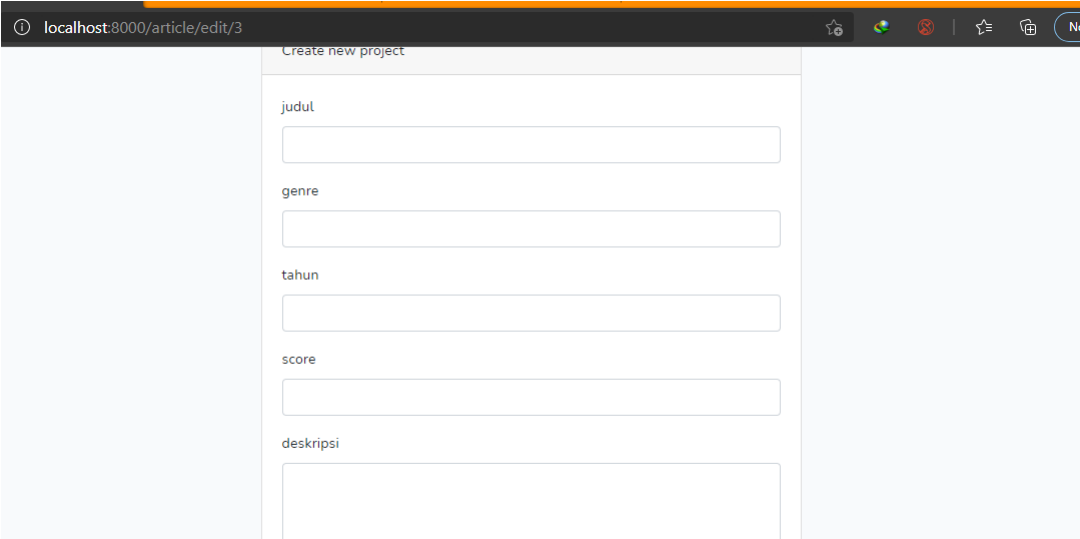 localhost:8000/article/edit/3
Create new project
judul
genre
tahun
score
deskripsi